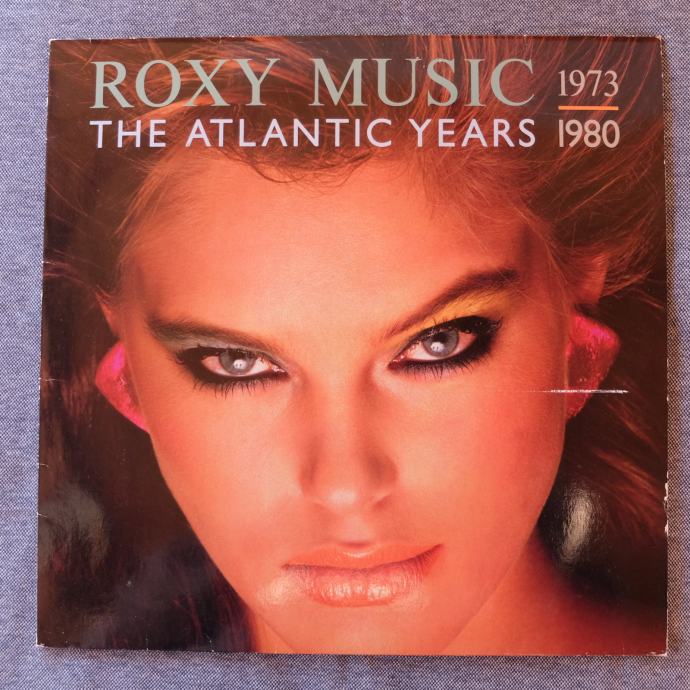 ROXY MUSIC 1973
THE ATLANTIC YEARS 1980